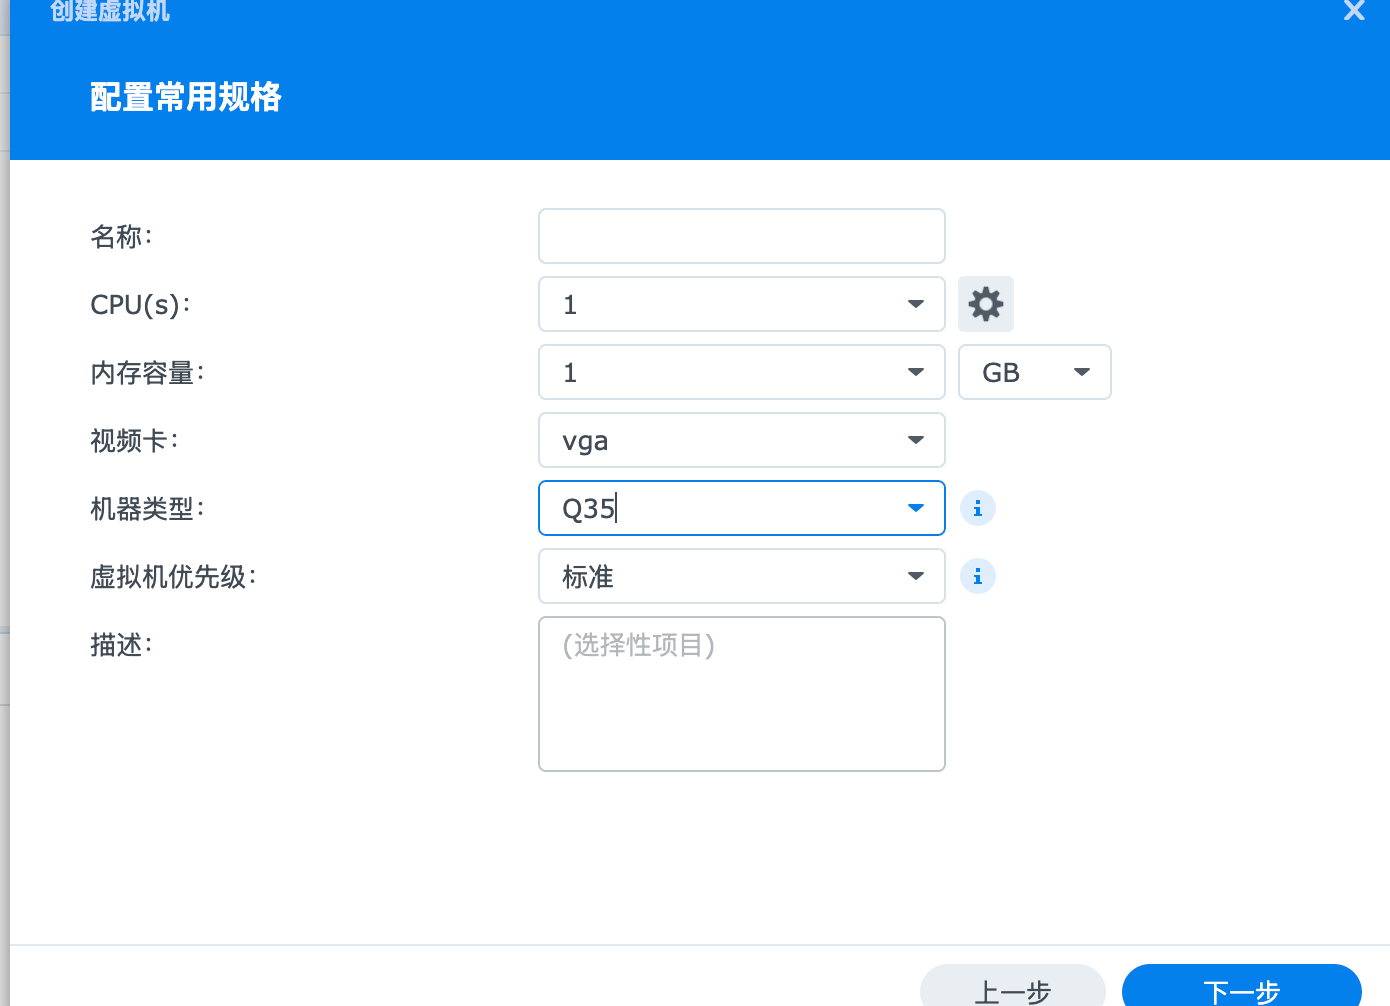 创建虚拟机
配置常用规格
名称:
CPU(s): 1
内存容量: 1 GB
视频卡: vga
机器类型: Q35
虚拟机优先级: 标准
描述: (选择性项目)
上一步 下一步